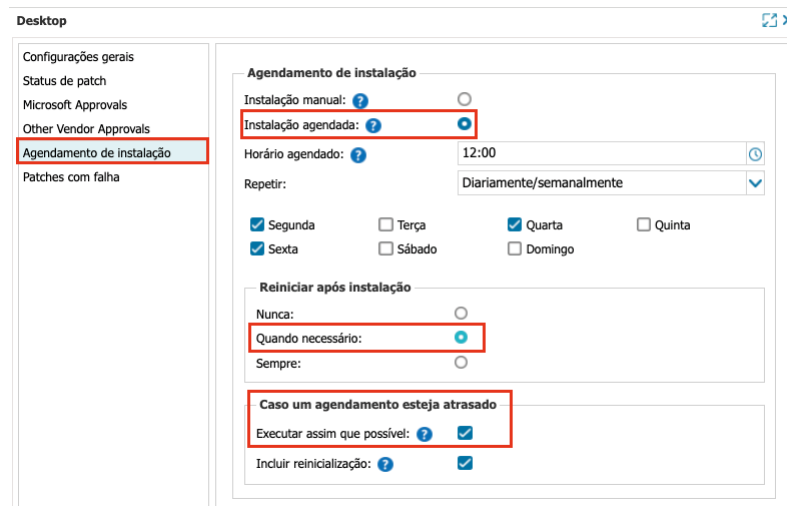 Desktop
Configurações gerais
Status de patch
Microsoft Approvals
Other Vendor Approvals
Agendamento de instalação
Patches com falha
Agendamento de instalação
Instalação manual: ?
Instalação agendada: ?
Horário agendado: ? 12:00
Repetir: Diariamente/semanalmente
Segunda Terça Quarta Quinta
Sexta Sábado Domingo
Reiniciar após instalação
Nunca:
Quando necessário:
Sempre:
Caso um agendamento esteja atrasado
Executar assim que possível: ?
Incluir reinicialização: ?